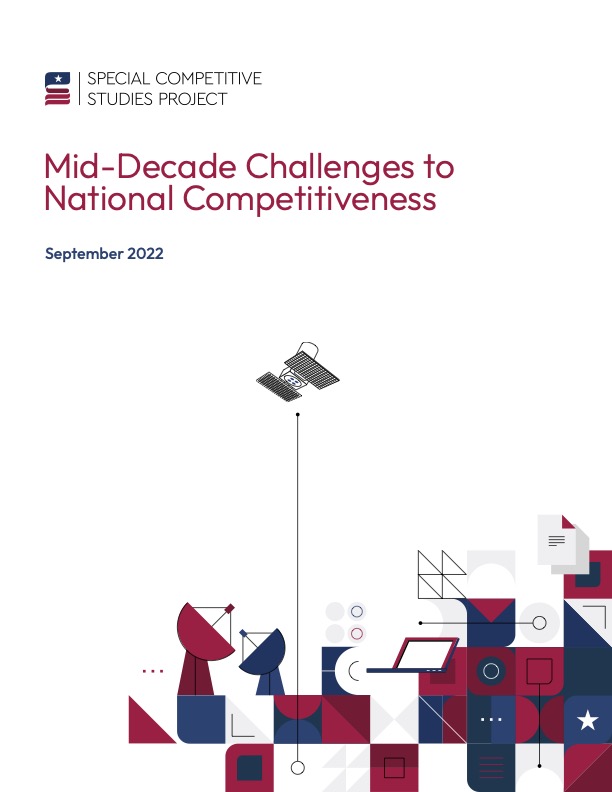 SPECIAL COMPETITIVE
STUDIES PROJECT
Mid-Decade Challenges to
National Competitiveness
September 2022